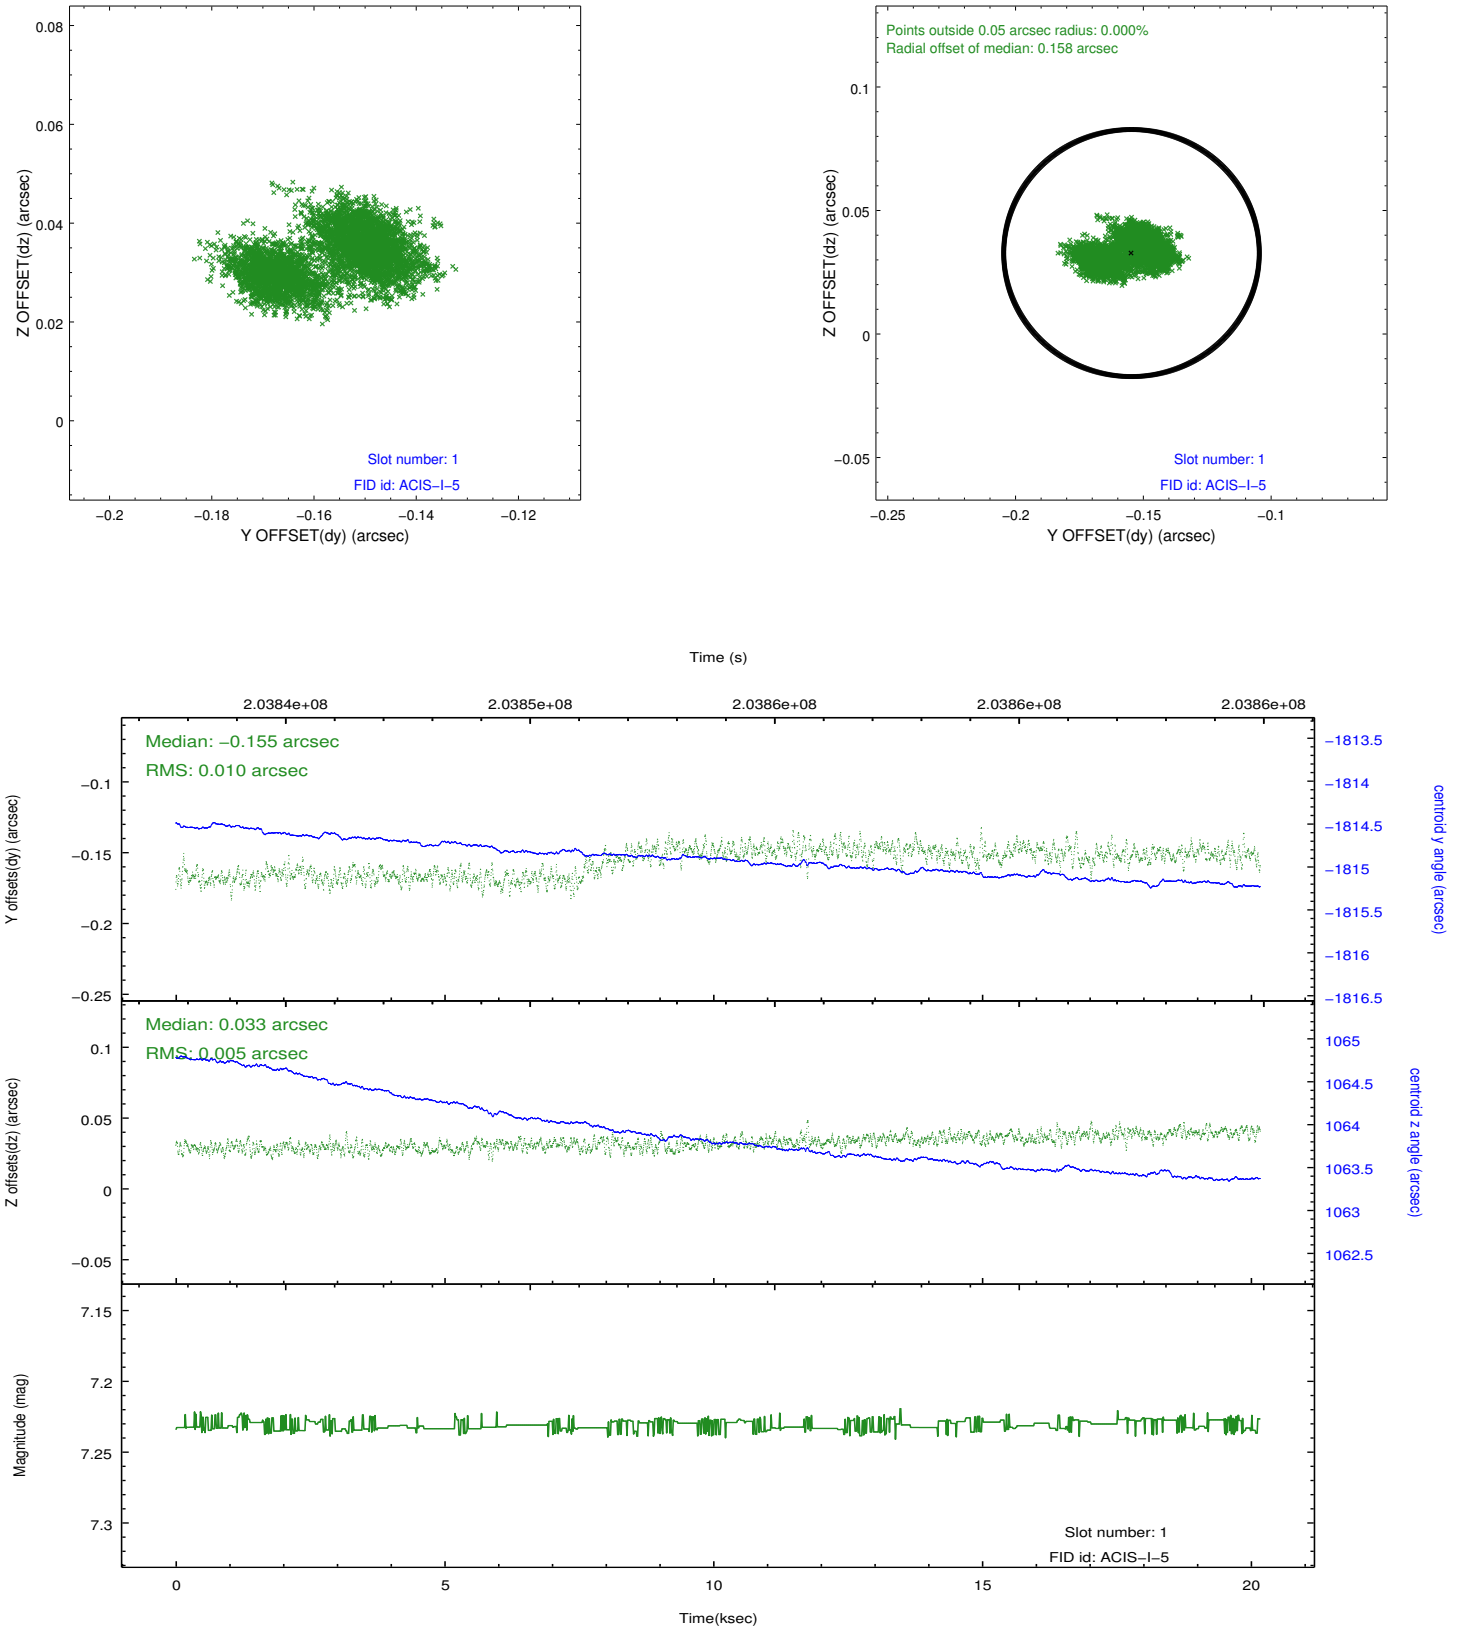 0.08
0.06
0.04
0.02
0
−0.2
−0.18
−0.16
−0.14
−0.12
Z OFFSET(dz) (arcsec)
Y OFFSET(dy) (arcsec)
Slot number: 1
FID id: ACIS−I−5
Points outside 0.05 arcsec radius: 0.000%
Radial offset of median: 0.158 arcsec
0.1
0.05
0
−0.05
−0.25
−0.2
−0.15
−0.1
Z OFFSET(dz) (arcsec)
Y OFFSET(dy) (arcsec)
Slot number: 1
FID id: ACIS−I−5
Time (s)
2.0384e+08
2.0385e+08
2.0386e+08
2.0386e+08
2.0386e+08
Median: −0.155 arcsec
RMS: 0.010 arcsec
−0.1
−0.15
−0.2
−0.25
Y offsets(dy) (arcsec)
−1813.5
−1814
−1814.5
−1815
−1815.5
−1816
−1816.5
centroid y angle (arcsec)
Median: 0.033 arcsec
RMS: 0.005 arcsec
0.1
0.05
0
−0.05
Z offsets(dz) (arcsec)
1065
1064.5
1064
1063.5
1063
1062.5
centroid z angle (arcsec)
7.15
7.2
7.25
7.3
Magnitude (mag)
Slot number: 1
FID id: ACIS−I−5
0
5
10
15
20
Time(ksec)